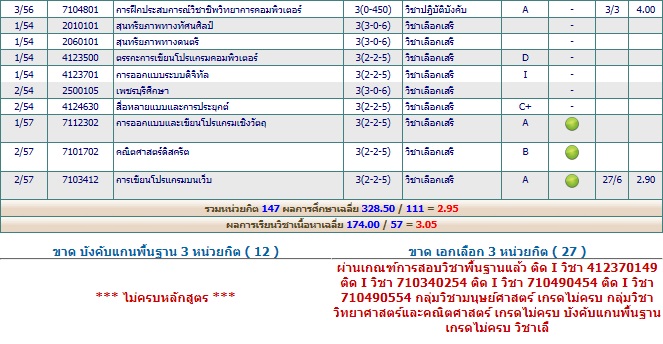 3/56 7104801 การฝึกประสบการณ์วิชาชีพวิทยาการคอมพิวเตอร์ 3(0-450) วิชาปฏิบัติบังคับ A - 3/3 4.00
1/54 2010101 สุนทรียภาพทางทัศนศิลป์ 3(3-0-6) วิชาเลือกเสรี -
1/54 2060101 สุนทรียภาพทางดนตรี 3(3-0-6) วิชาเลือกเสรี -
1/54 4123500 ตรรกะการเขียนโปรแกรมคอมพิวเตอร์ 3(2-2-5) วิชาเลือกเสรี D -
1/54 4123701 การออกแบบระบบดิจิทัล 3(2-2-5) วิชาเลือกเสรี I -
2/54 2500105 เพชรบุรีศึกษา 3(3-0-6) วิชาเลือกเสรี -
2/54 4124630 สื่อหลายแบบและการประยุกต์ 3(2-2-5) วิชาเลือกเสรี C+ -
1/57 7112302 การออกแบบและเขียนโปรแกรมเชิงวัตถุ 3(2-2-5) วิชาเลือกเสรี A
2/57 7101702 คณิตศาสตร์ดิสครีต 3(2-2-5) วิชาเลือกเสรี B
2/57 7103412 การเขียนโปรแกรมบนเว็บ 3(2-2-5) วิชาเลือกเสรี A 27/6 2.90
รวมหน่วยกิต 147 ผลการศึกษาเฉลี่ย 328.50 / 111 = 2.95
ผลการเรียนวิชาเนื้อหาเฉลี่ย 174.00 / 57 = 3.05
ขาด บังคับแกนพื้นฐาน 3 หน่วยกิต ( 12 )
*** ไม่ครบหลักสูตร ***
ขาด เอกเลือก 3 หน่วยกิต ( 27 )
ผ่านเกณฑ์การสอบวิชาพื้นฐานแล้ว ติด I วิชา 412370149
ติด I วิชา 710340254 ติด I วิชา 710490454 ติด I วิชา
710490554 กลุ่มวิชามนุษย์ศาสตร์ เกรดไม่ครบ กลุ่มวิชา
วิทยาศาสตร์และคณิตศาสตร์ เกรดไม่ครบ บังคับแกนพื้นฐาน
เกรดไม่ครบ วิชาเลื